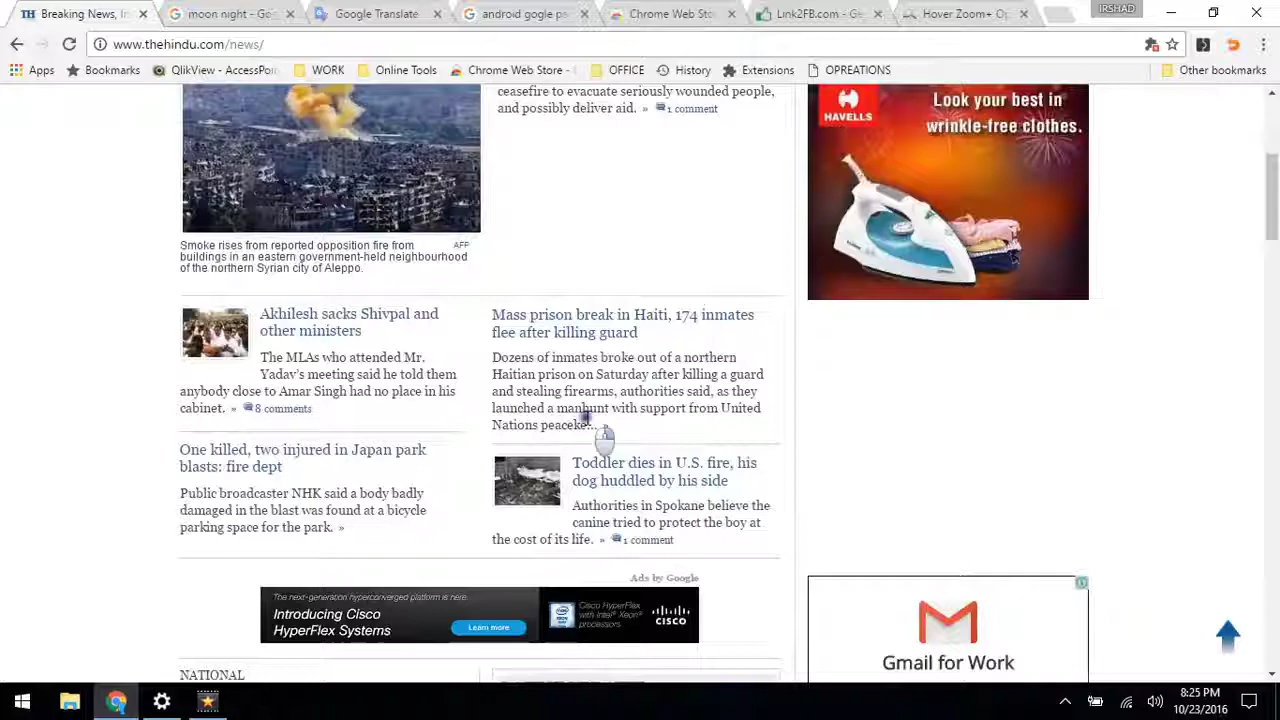 Breaking News, In
moon night - Go
Google Translate
android gogle p
Chrome Web Sto
Link2FB.com - G
Hover Zoom+ Op
IRSHAD
www.thehindu.com/news/
Apps
Bookmarks
QlikView - AccessPoi
WORK
Online Tools
Chrome Web Store -
OFFICE
History
Extensions
OPREATIONS
Other bookmarks
ceasefire to evacuate seriously wounded people,
and possibly deliver aid. » 1 comment
Smoke rises from reported opposition fire from
AFP
buildings in an eastern government-held neighbourhood
of the northern Syrian city of Aleppo.
Akhilesh sacks Shivpal and
other ministers
The MLAs who attended Mr.
Yadav's meeting said he told them
anybody close to Amar Singh had no place in his
cabinet. » 8 comments
One killed, two injured in Japan park
blasts: fire dept
Public broadcaster NHK said a body badly
damaged in the blast was found at a bicycle
parking space for the park. »
Mass prison break in Haiti, 174 inmates
flee after killing guard
Dozens of inmates broke out of a northern
Haitian prison on Saturday after killing a guard
and stealing firearms, authorities said, as they
launched a manhunt with support from United
Nations peaceke... »
Toddler dies in U.S. fire, his
dog huddled by his side
Authorities in Spokane believe the
canine tried to protect the boy at
the cost of its life. » 1 comment
HAVELLS
Look your best in
wrinkle-free clothes.
Ads by Google
The next-generation hyperconverged platform is here.
Introducing Cisco
HyperFlex Systems
Learn more
Cisco HyperFlex
with Intel® Xeon®
processors
CISCO
Gmail for Work
NATIONAL
8:25 PM
10/23/2016